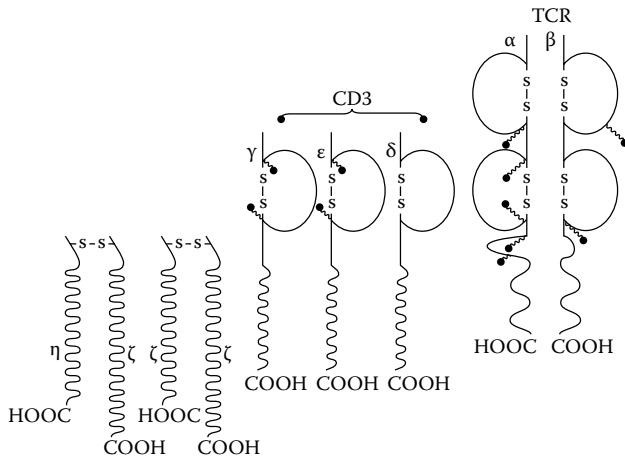 TCR
α β
CD3
γ ε δ
S S
S S
S S S
S S S
S S
S S
-S-S- -S-S-
η ζ ζ ζ
HOOC COOH
COOH COOH COOH
HOOC HOOC
COOH COOH